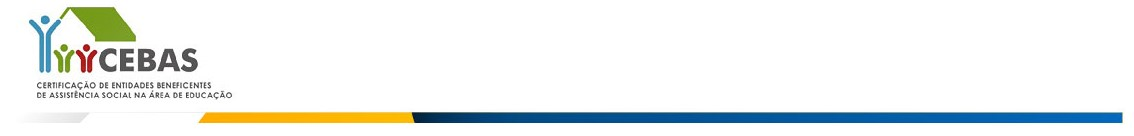 CEBAS
CERTIFICAÇÃO DE ENTIDADES BENEFICENTES
DE ASSISTÊNCIA SOCIAL NA ÁREA DE EDUCAÇÃO